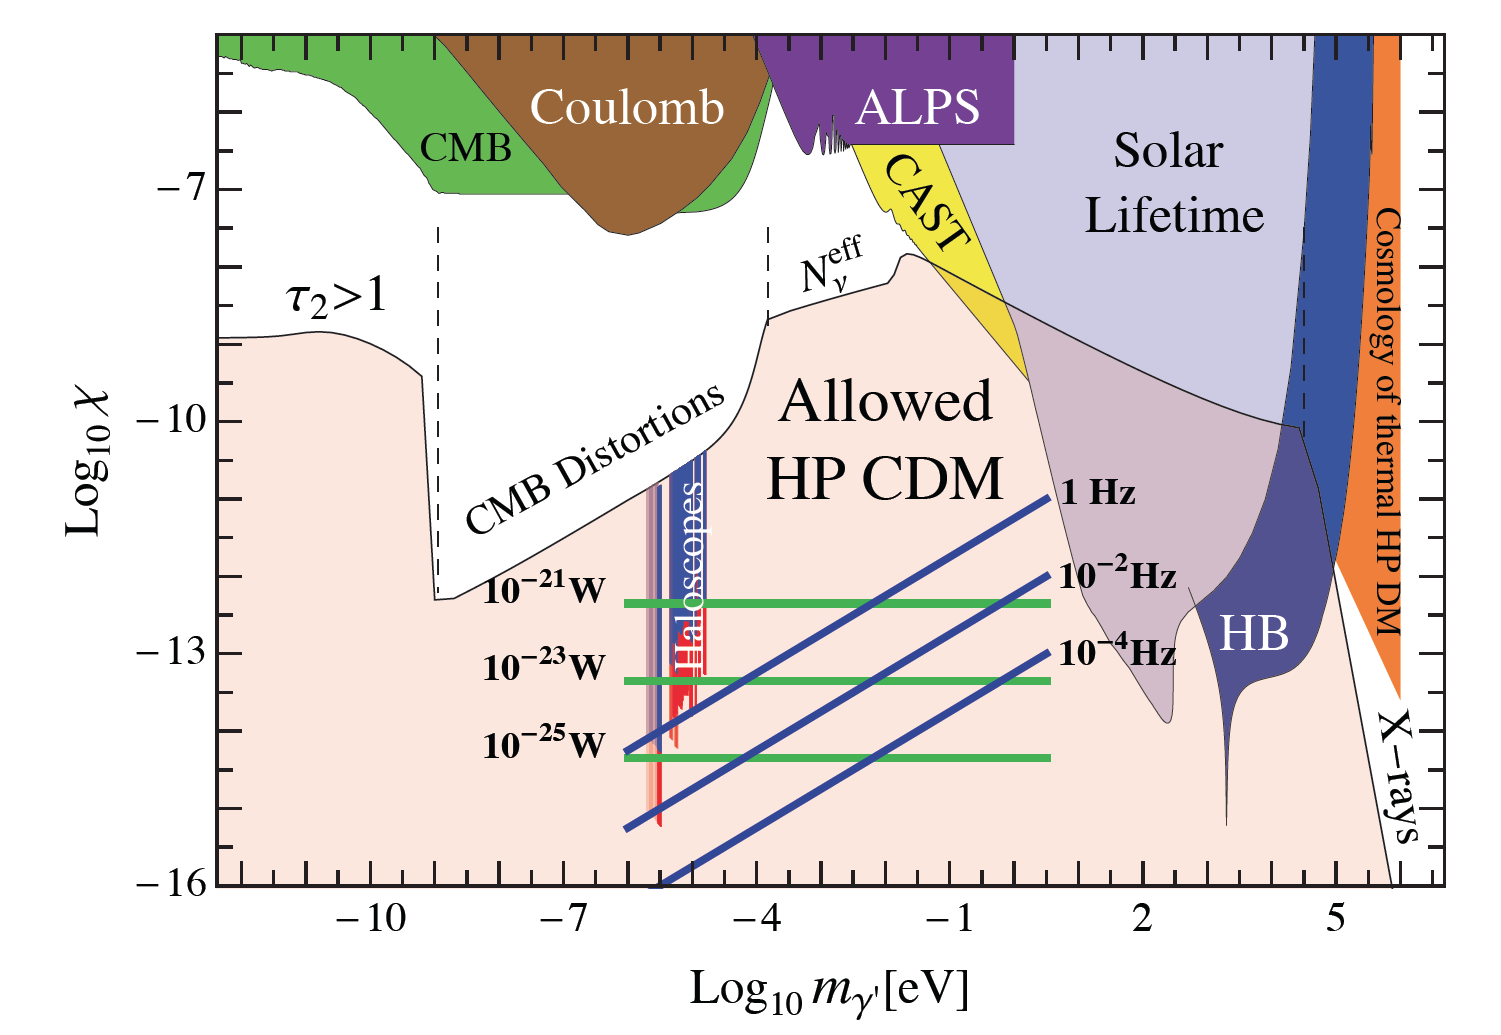 Coulomb
ALPS
CMB
Solar
Lifetime
CAST
−7
N_ν^eff
τ₂>1
Cosmology of thermal HP DM
Allowed
HP CDM
−10
CMB Distortions
Log₁₀ χ
Haloscopes
1 Hz
10⁻²Hz
10⁻²¹W
HB
−13
10⁻²³W
10⁻⁴Hz
10⁻²⁵W
X−rays
−16
−10 −7 −4 −1 2 5
Log₁₀ m_γ'[eV]